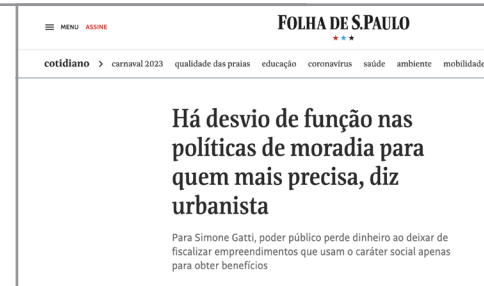 MENU ASSINE
FOLHA DE S.PAULO
cotidiano > carnaval 2023 qualidade das praias educação coronavírus saúde ambiente mobilidade
Há desvio de função nas
políticas de moradia para
quem mais precisa, diz
urbanista
Para Simone Gatti, poder público perde dinheiro ao deixar de
fiscalizar empreendimentos que usam o caráter social apenas
para obter benefícios